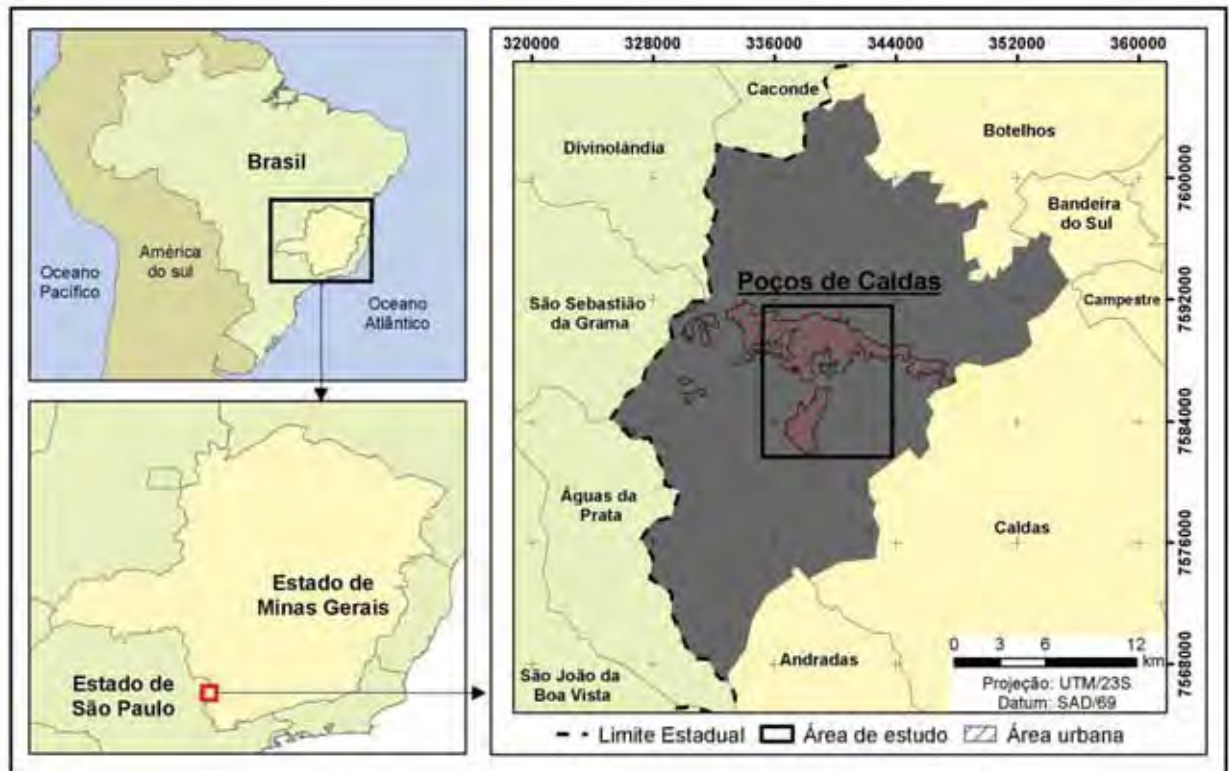 Brasil
América
do sul
Oceano
Pacífico
Oceano
Atlântico
Estado de
Minas Gerais
Estado de
São Paulo
320000 328000 336000 344000 352000 360000
Caconde
Divinolândia
Botelhos
7600000
Bandeira
do Sul
Poços de Caldas
Campestre
7592000
São Sebastião
da Grama
7584000
Águas da
Prata
Caldas
7576000
Andradas
São João da
Boa Vista
0 3 6 12
km
7568000
Projeção: UTM/23S
Datum: SAD/69
Limite Estadual Área de estudo Área urbana